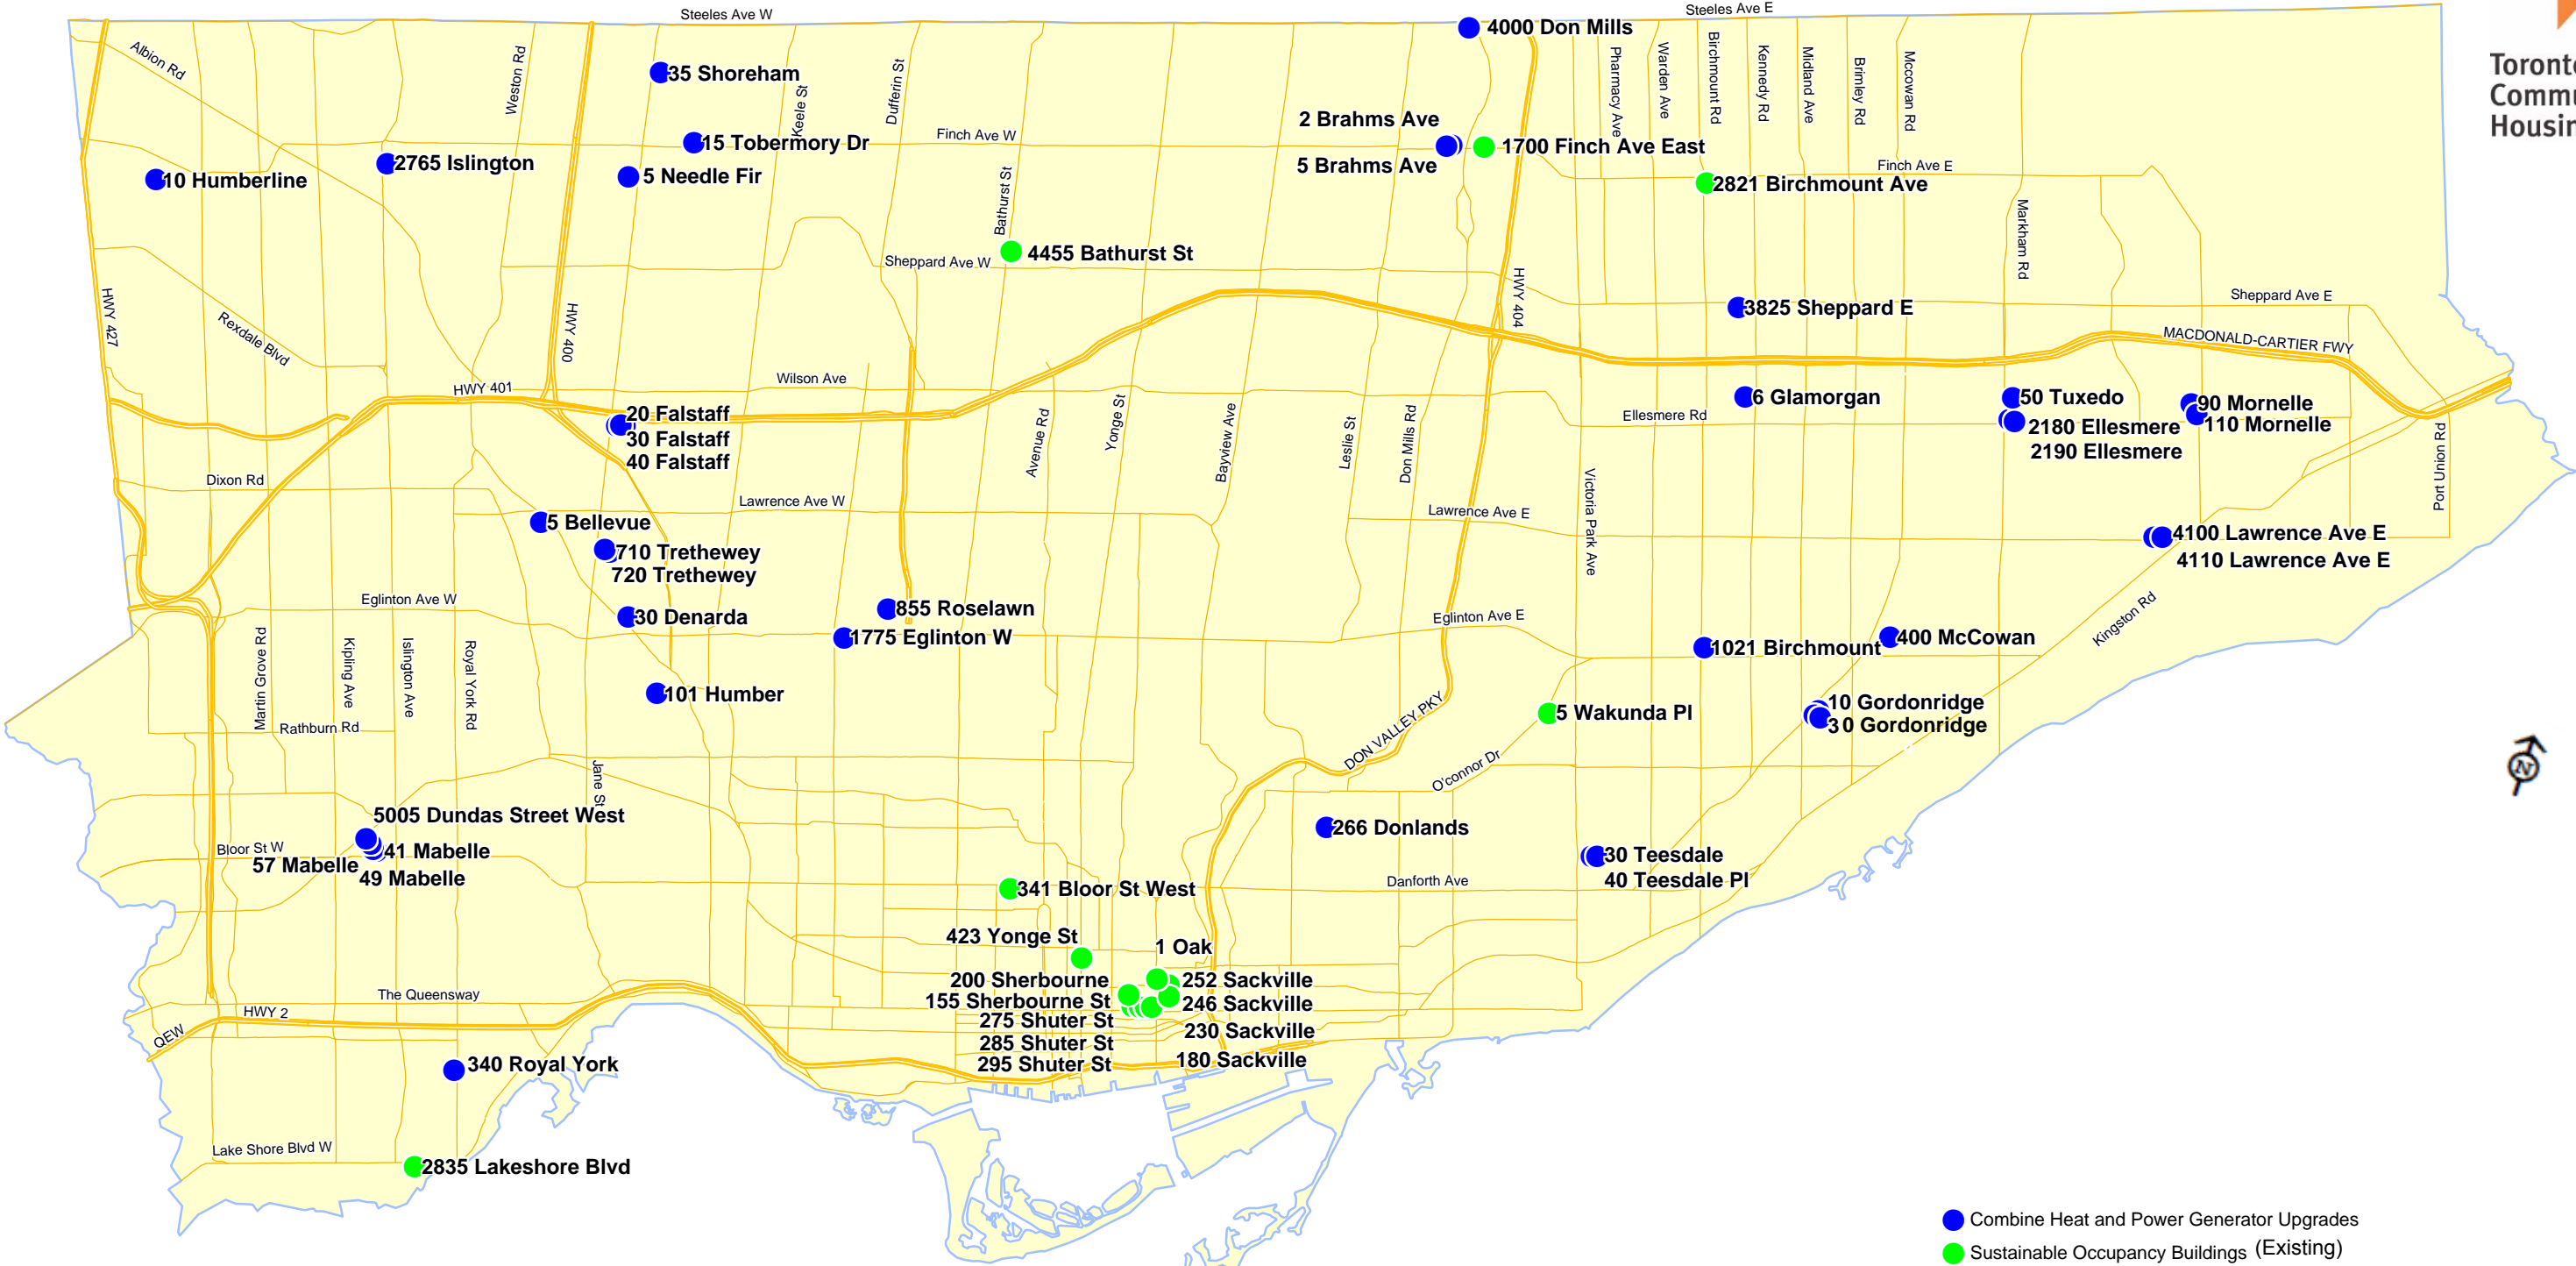 Steeles Ave W
Steeles Ave E
4000 Don Mills
Toronto
Commu
Housin
Albion Rd
Weston Rd
35 Shoreham
Keele St
Dufferin St
Pharmacy Ave
Warden Ave
Birchmount Rd
Kennedy Rd
Midland Ave
Brimley Rd
Mccowan Rd
2 Brahms Ave
15 Tobermory Dr
Finch Ave W
1700 Finch Ave East
5 Brahms Ave
Finch Ave E
2765 Islington
10 Humberline
5 Needle Fir
2821 Birchmount Ave
Bathurst St
Markham Rd
4455 Bathurst St
Sheppard Ave W
HWY 427
HWY 400
HWY 404
Sheppard Ave E
3825 Sheppard E
Rexdale Blvd
MACDONALD-CARTIER FWY
HWY 401
Wilson Ave
6 Glamorgan
50 Tuxedo
90 Mornelle
110 Mornelle
20 Falstaff
30 Falstaff
40 Falstaff
Avenue Rd
Yonge St
Bayview Ave
Leslie St
Don Mills Rd
Ellesmere Rd
2180 Ellesmere
2190 Ellesmere
Port Union Rd
Dixon Rd
Lawrence Ave W
Lawrence Ave E
Victoria Park Ave
5 Bellevue
4100 Lawrence Ave E
4110 Lawrence Ave E
710 Trethewey
720 Trethewey
Eglinton Ave W
Eglinton Ave E
30 Denarda
855 Roselawn
1775 Eglinton W
1021 Birchmount
400 McCowan
Kingston Rd
Martin Grove Rd
Kipling Ave
Islington Ave
Royal York Rd
101 Humber
Rathburn Rd
5 Wakunda Pl
10 Gordonridge
30 Gordonridge
DON VALLEY PKY
O'connor Dr
Jane St
5005 Dundas Street West
Bloor St W
57 Mabelle
41 Mabelle
49 Mabelle
266 Donlands
30 Teesdale
40 Teesdale Pl
Danforth Ave
341 Bloor St West
423 Yonge St
1 Oak
200 Sherbourne
252 Sackville
155 Sherbourne St
246 Sackville
275 Shuter St
230 Sackville
285 Shuter St
295 Shuter St
180 Sackville
The Queensway
HWY 2
QEW
340 Royal York
Lake Shore Blvd W
2835 Lakeshore Blvd
N
Combine Heat and Power Generator Upgrades
Sustainable Occupancy Buildings (Existing)